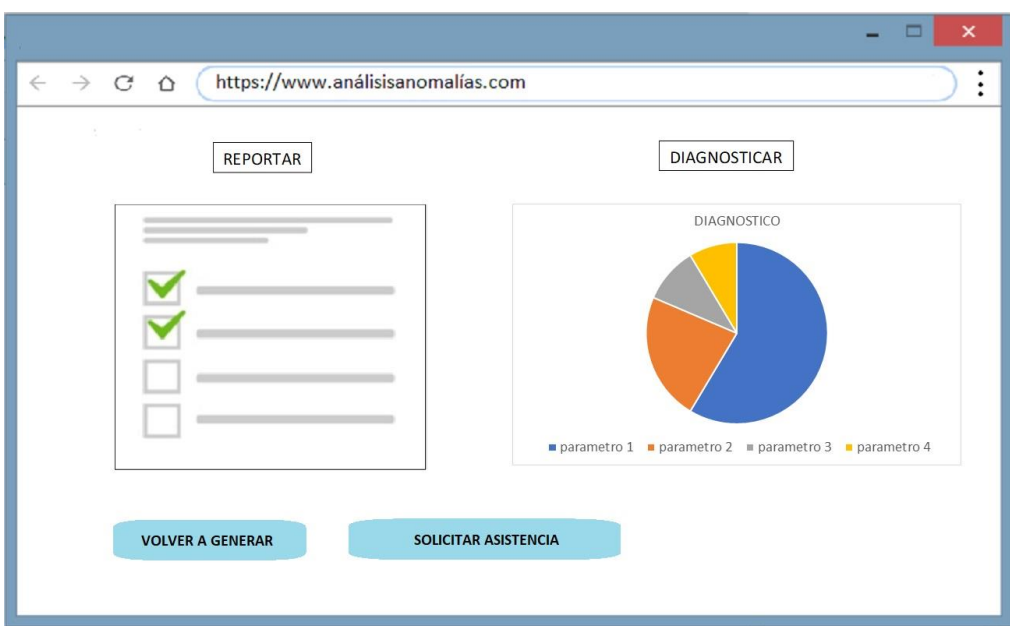 https://www.análisisanomalías.com
REPORTAR
DIAGNOSTICAR
DIAGNOSTICO
parametro 1 parametro 2 parametro 3 parametro 4
VOLVER A GENERAR
SOLICITAR ASISTENCIA